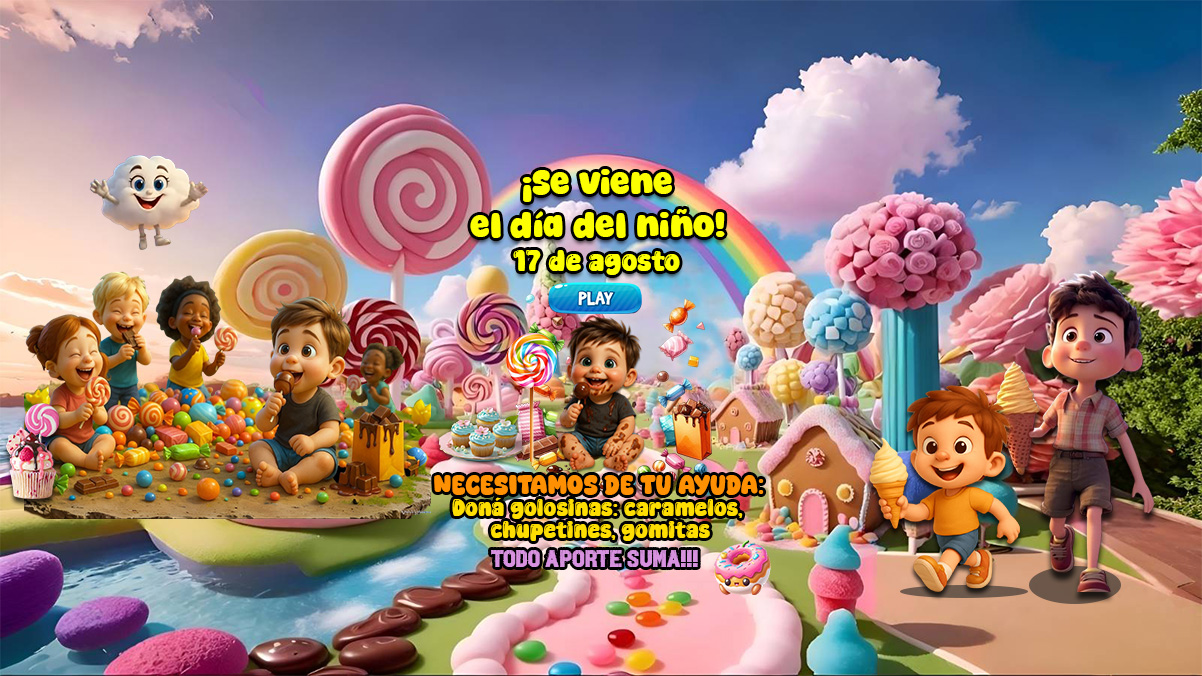 ¡se viene
el día del niño!
17 de agosto
PLAY
NECESITAMOS DE TU AYUDA:
Doná golosinas: caramelos,
chupetines, gomitas
TODO APORTE SUMA!!!